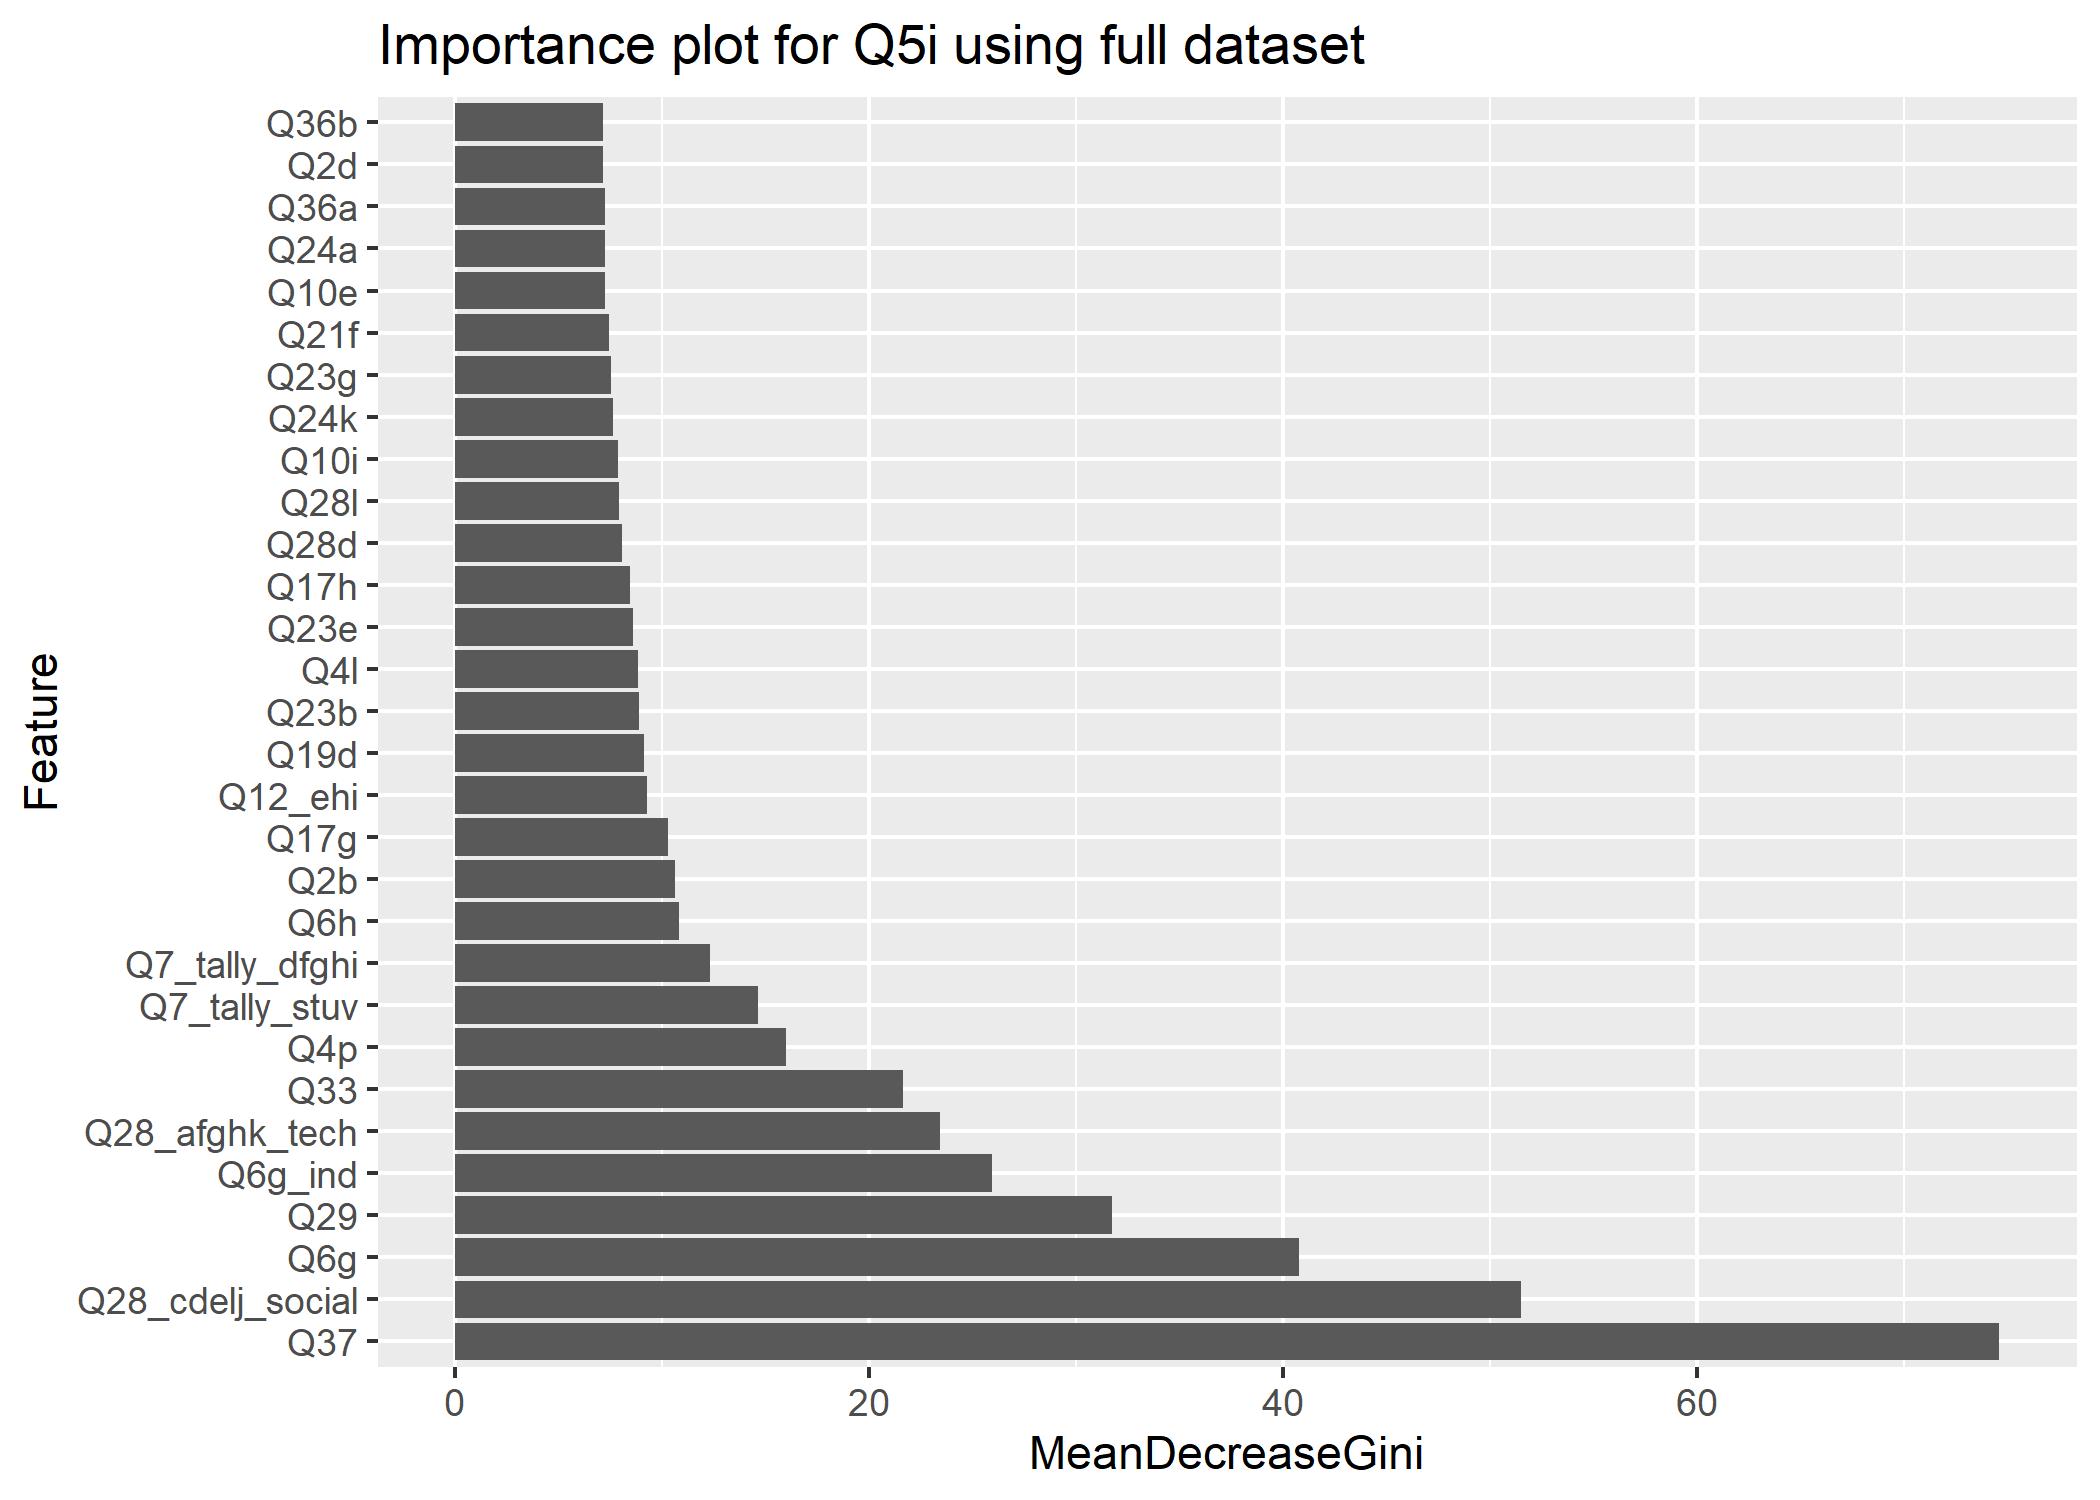 Importance plot for Q5i using full dataset
Q36b
Q2d
Q36a
Q24a
Q10e
Q21f
Q23g
Q24k
Q10i
Q28l
Q28d
Q17h
Q23e
Q4l
Q23b
Q19d
Q12_ehi
Q17g
Q2b
Q6h
Q7_tally_dfghi
Q7_tally_stuv
Q4p
Q33
Q28_afghk_tech
Q6g_ind
Q29
Q6g
Q28_cdelj_social
Q37
Feature
0 20 40 60
MeanDecreaseGini